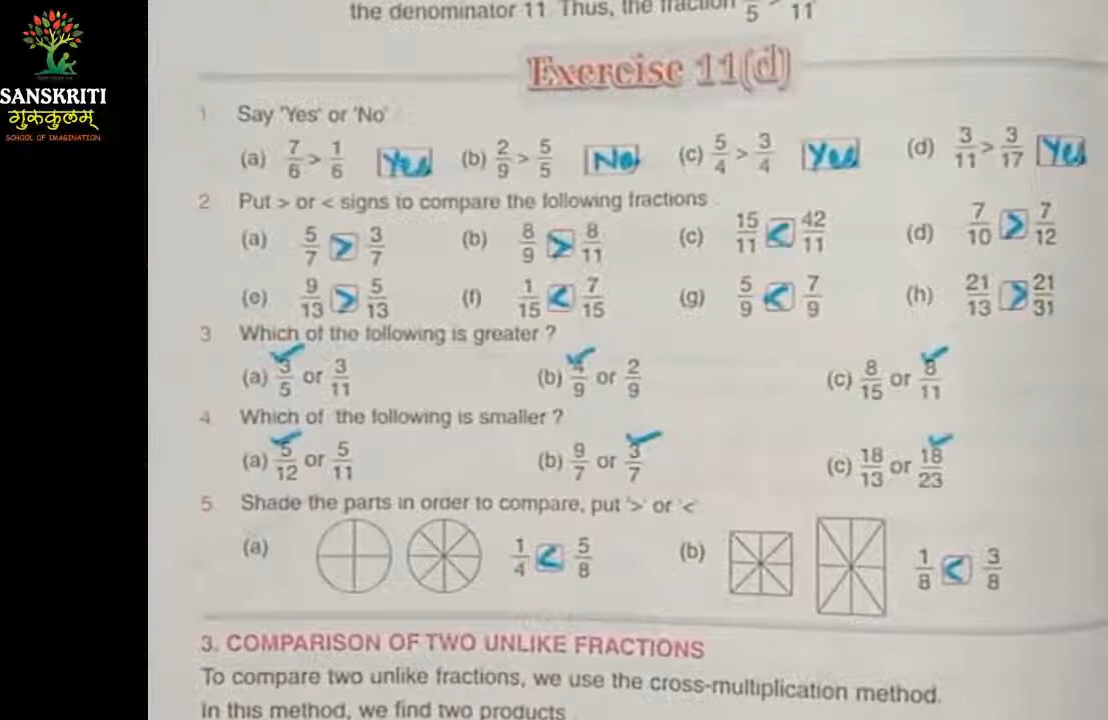 the denominator 11. Thus, the fraction 5 > 11
SANSKRITI
गुरुकुलम्
SCHOOL OF IMAGINATION
Exercise 11(d)
1 Say 'Yes' or 'No'
(a) 7/6 > 1/6 Yes (b) 2/9 > 5/5 No (c) 5/4 > 3/4 Yes (d) 3/11 > 3/17 Yes
2 Put > or < signs to compare the following fractions
(a) 5/7 > 3/7 (b) 8/9 > 8/11 (c) 15/11 < 42/11 (d) 7/10 > 7/12
(e) 9/13 > 5/13 (f) 1/15 < 7/15 (g) 5/9 < 7/9 (h) 21/13 > 21/31
3 Which of the following is greater ?
(a) 3/5 or 3/11 (b) 4/9 or 2/9 (c) 8/15 or 8/11
4 Which of the following is smaller ?
(a) 5/12 or 5/11 (b) 9/7 or 3/7 (c) 18/13 or 18/23
5 Shade the parts in order to compare, put '>' or '<
(a) 1/4 < 5/8 (b) 1/8 < 3/8
3. COMPARISON OF TWO UNLIKE FRACTIONS
To compare two unlike fractions, we use the cross-multiplication method.
In this method, we find two products